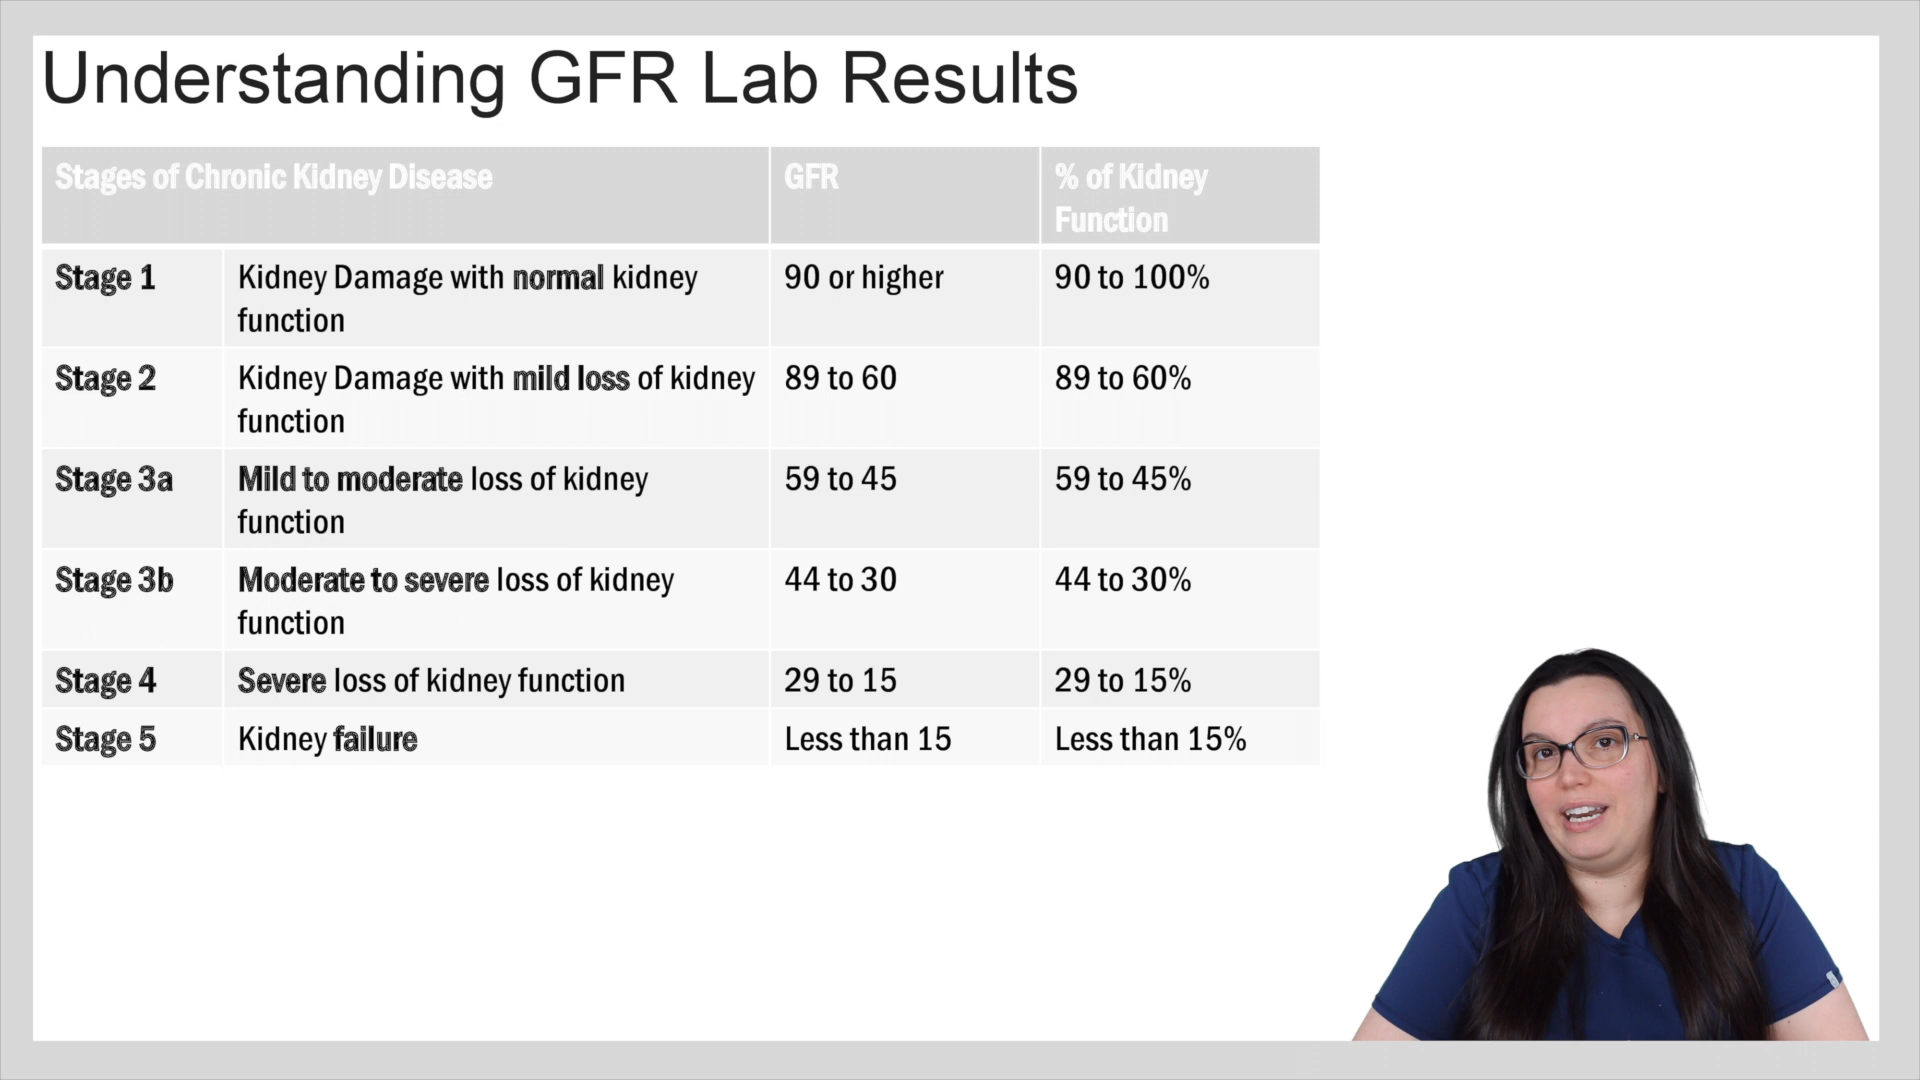 Understanding GFR Lab Results
Stages of Chronic Kidney Disease GFR % of Kidney
Function
Stage 1 Kidney Damage with normal kidney 90 or higher 90 to 100%
function
Stage 2 Kidney Damage with mild loss of kidney 89 to 60 89 to 60%
function
Stage 3a Mild to moderate loss of kidney 59 to 45 59 to 45%
function
Stage 3b Moderate to severe loss of kidney 44 to 30 44 to 30%
function
Stage 4 Severe loss of kidney function 29 to 15 29 to 15%
Stage 5 Kidney failure Less than 15 Less than 15%